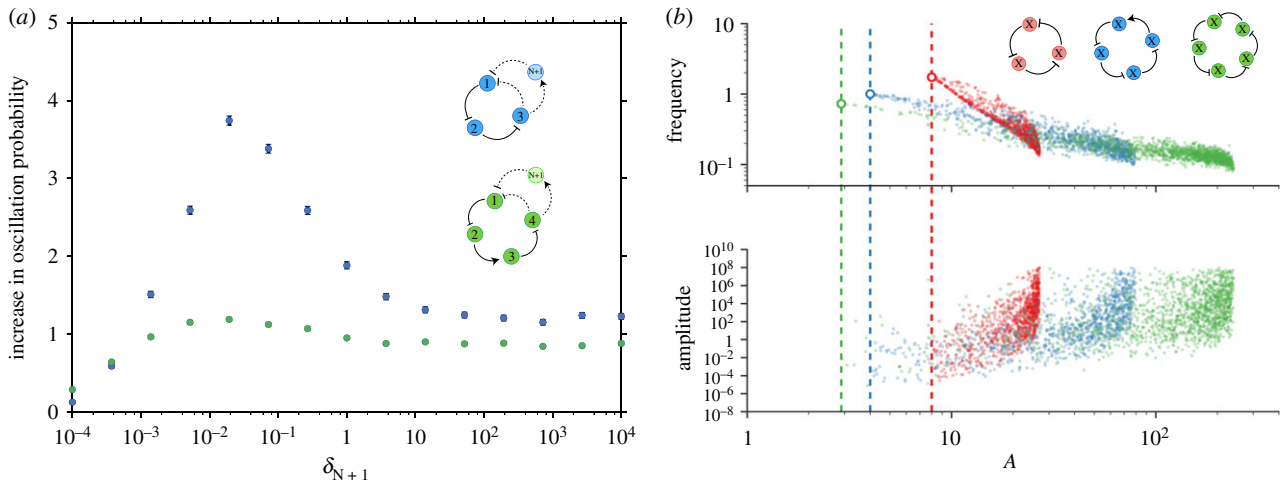 (a)
5
4
3
2
1
0
increase in oscillation probability
10⁻⁴
10⁻³
10⁻²
10⁻¹
1
10
10²
10³
10⁴
δN + 1
N+1
1
2
3
N+1
1
2
3
4
(b)
10
1
10⁻¹
frequency
X
X
X
X
X
X
X
X
X
X
X
X
10¹⁰
10⁸
10⁶
10⁴
10²
1
10⁻²
10⁻⁴
10⁻⁶
10⁻⁸
amplitude
1
10
10²
A